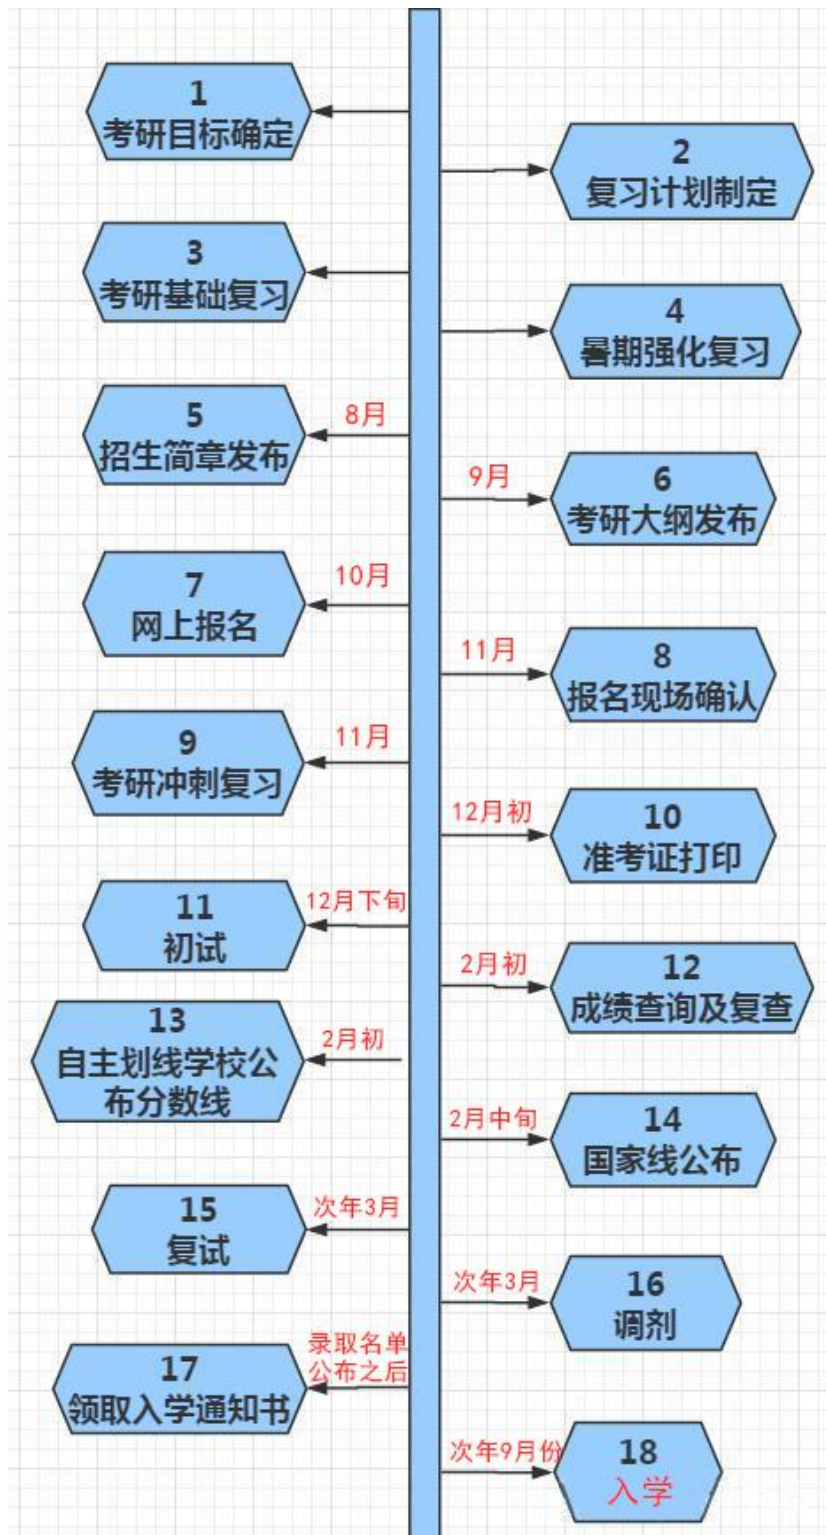 1
考研目标确定
2
复习计划制定
3
考研基础复习
4
暑期强化复习
8月
5
招生简章发布
9月
6
考研大纲发布
10月
7
网上报名
11月
8
报名现场确认
11月
9
考研冲刺复习
12月初
10
准考证打印
12月下旬
11
初试
2月初
12
成绩查询及复查
2月初
13
自主划线学校公
布分数线
2月中旬
14
国家线公布
次年3月
15
复试
次年3月
16
调剂
录取名单
公布之后
17
领取入学通知书
次年9月份
18
入学